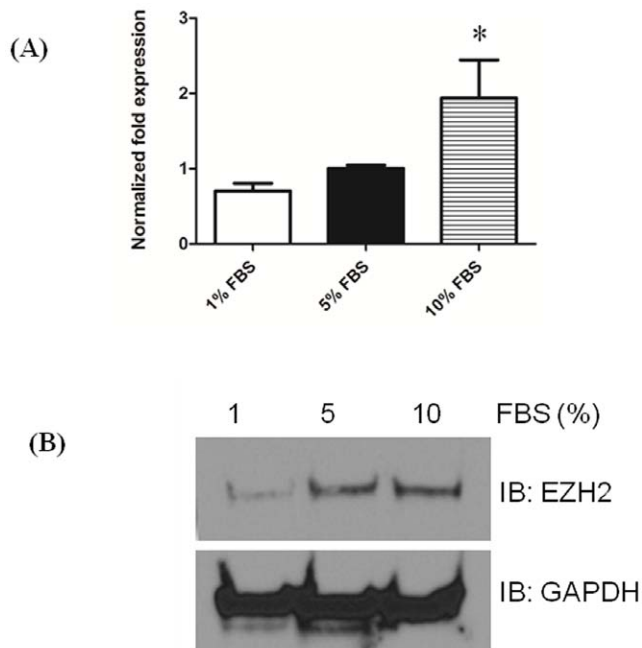 (A)
Normalized fold expression
3
2
1
0
*
1% FBS
5% FBS
10% FBS
(B)
1 5 10 FBS (%)
IB: EZH2
IB: GAPDH